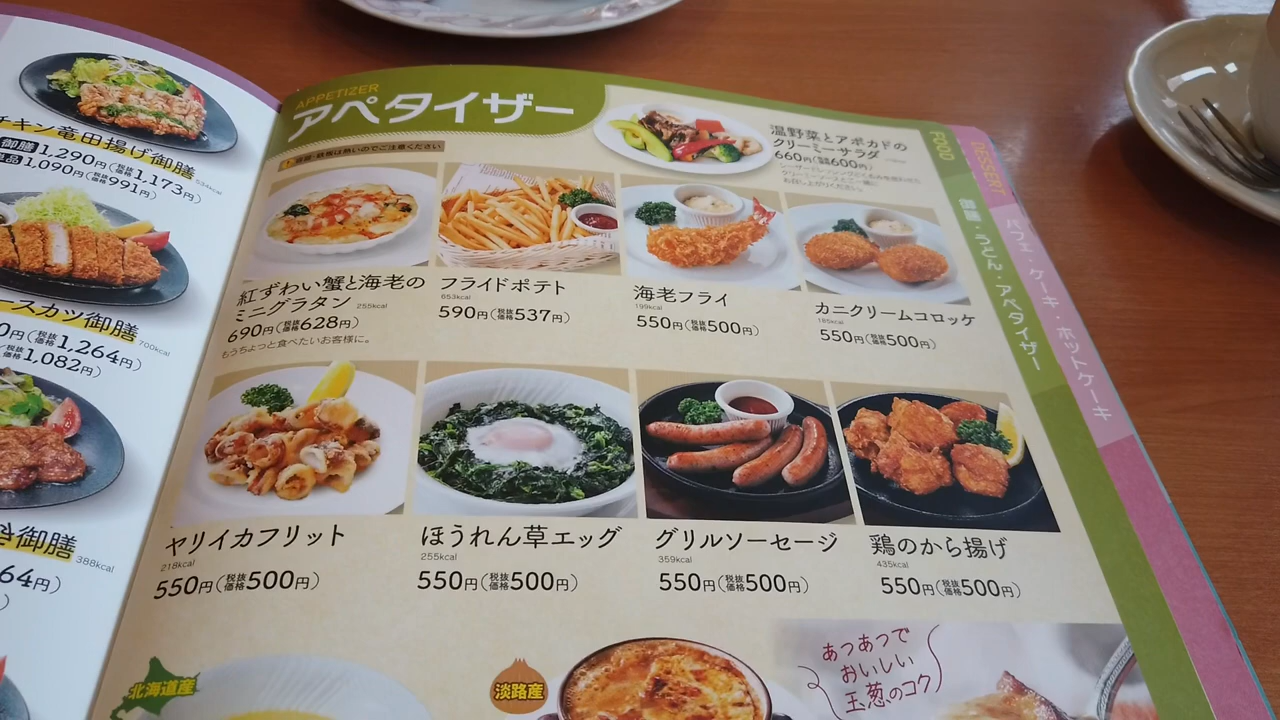 チキン竜田揚げ御膳
御膳1,290円(税抜価格1,173円)
単品1,090円(税抜価格991円)
534kcal
ースカツ御膳
700kcal
0円(税抜価格1,264円)
(税抜価格1,082円)
き御膳
388kcal
64円)
APPETIZER
アペタイザー
温野菜とアボカドの
クリーミーサラダ
660円(税抜価格600円)
紅ずわい蟹と海老の
ミニグラタン 255kcal
690円(税抜価格628円)
もうちょっと食べたいお客様に。
フライドポテト
653kcal
590円(税抜価格537円)
海老フライ
199kcal
550円(税抜価格500円)
カニクリームコロッケ
185kcal
550円(税抜価格500円)
ヤリイカフリット
218kcal
550円(税抜価格500円)
ほうれん草エッグ
255kcal
550円(税抜価格500円)
グリルソーセージ
359kcal
550円(税抜価格500円)
鶏のから揚げ
435kcal
550円(税抜価格500円)
北海道産
淡路産
あつあつで
おいしい
玉葱のコク
FOOD
御膳・うどん・アペタイザー
DESSERT
パフェ・ケーキ・ホットケーキ